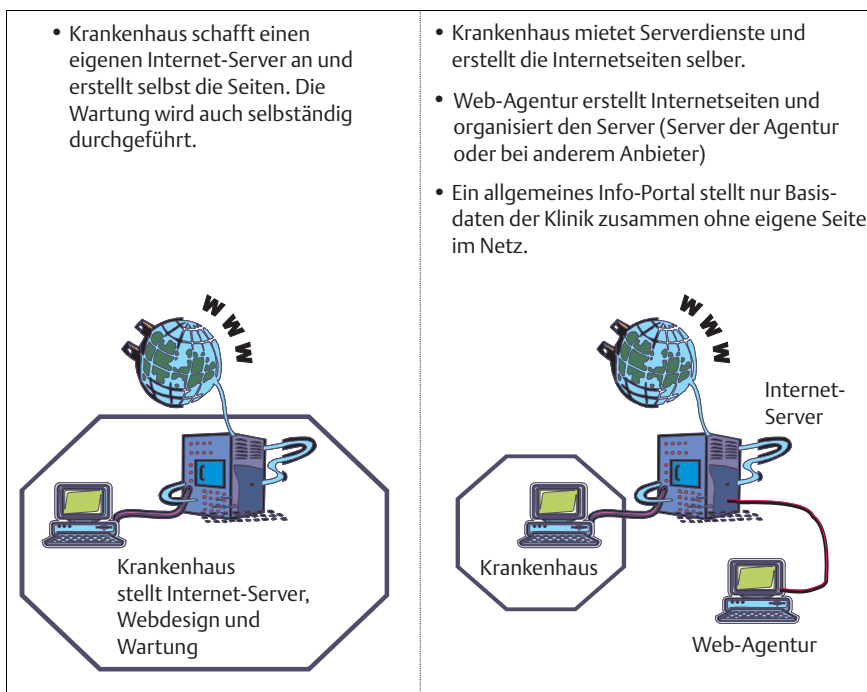 • Krankenhaus schafft einen
eigenen Internet-Server an und
erstellt selbst die Seiten. Die
Wartung wird auch selbständig
durchgeführt.
• Krankenhaus mietet Serverdienste und
erstellt die Internetseiten selber.
• Web-Agentur erstellt Internetseiten und
organisiert den Server (Server der Agentur
oder bei anderem Anbieter)
• Ein allgemeines Info-Portal stellt nur Basis-
daten der Klinik zusammen ohne eigene Seite
im Netz.
W W W
Krankenhaus
stellt Internet-Server,
Webdesign und
Wartung
W W W
Internet-
Server
Krankenhaus
Web-Agentur